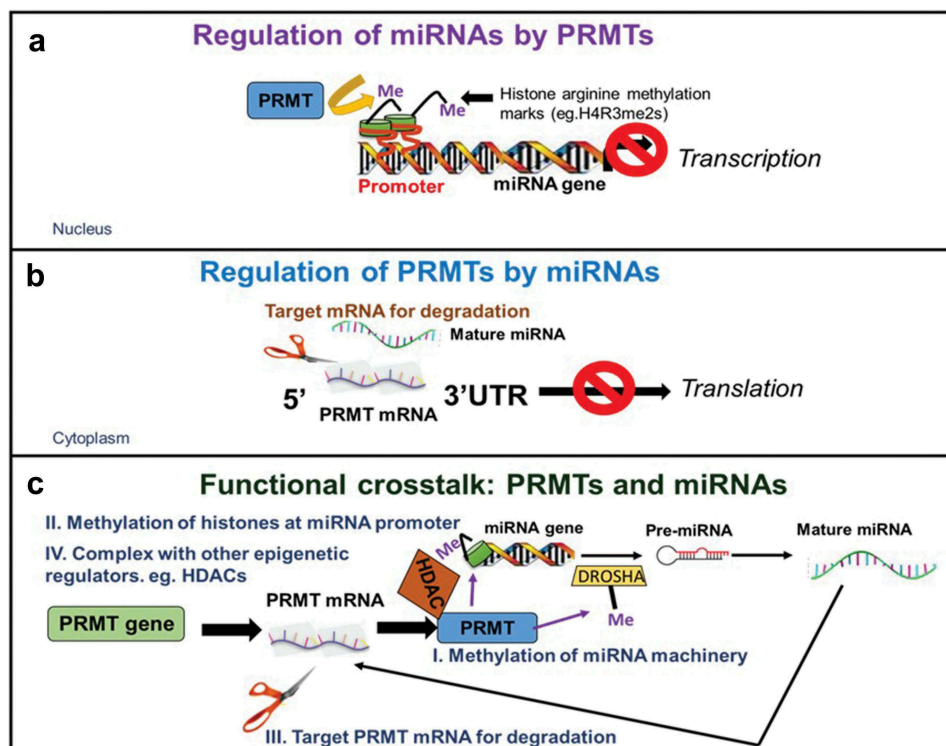 a
Regulation of miRNAs by PRMTs
PRMT
Me
Me
Histone arginine methylation
marks (eg.H4R3me2s)
Promoter
miRNA gene
Transcription
Nucleus
b
Regulation of PRMTs by miRNAs
Target mRNA for degradation
Mature miRNA
5'
PRMT mRNA
3'UTR
Translation
Cytoplasm
c
Functional crosstalk: PRMTs and miRNAs
II. Methylation of histones at miRNA promoter
IV. Complex with other epigenetic
regulators. eg. HDACs
Me
miRNA gene
Pre-miRNA
Mature miRNA
HDAC
DROSHA
Me
PRMT gene
PRMT mRNA
PRMT
I. Methylation of miRNA machinery
III. Target PRMT mRNA for degradation